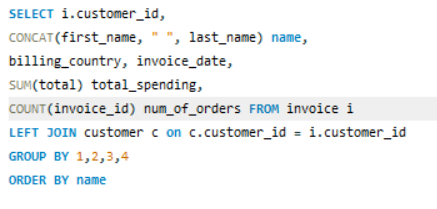 SELECT i.customer_id,
CONCAT(first_name, " ", last_name) name,
billing_country, invoice_date,
SUM(total) total_spending,
COUNT(invoice_id) num_of_orders FROM invoice i
LEFT JOIN customer c on c.customer_id = i.customer_id
GROUP BY 1,2,3,4
ORDER BY name